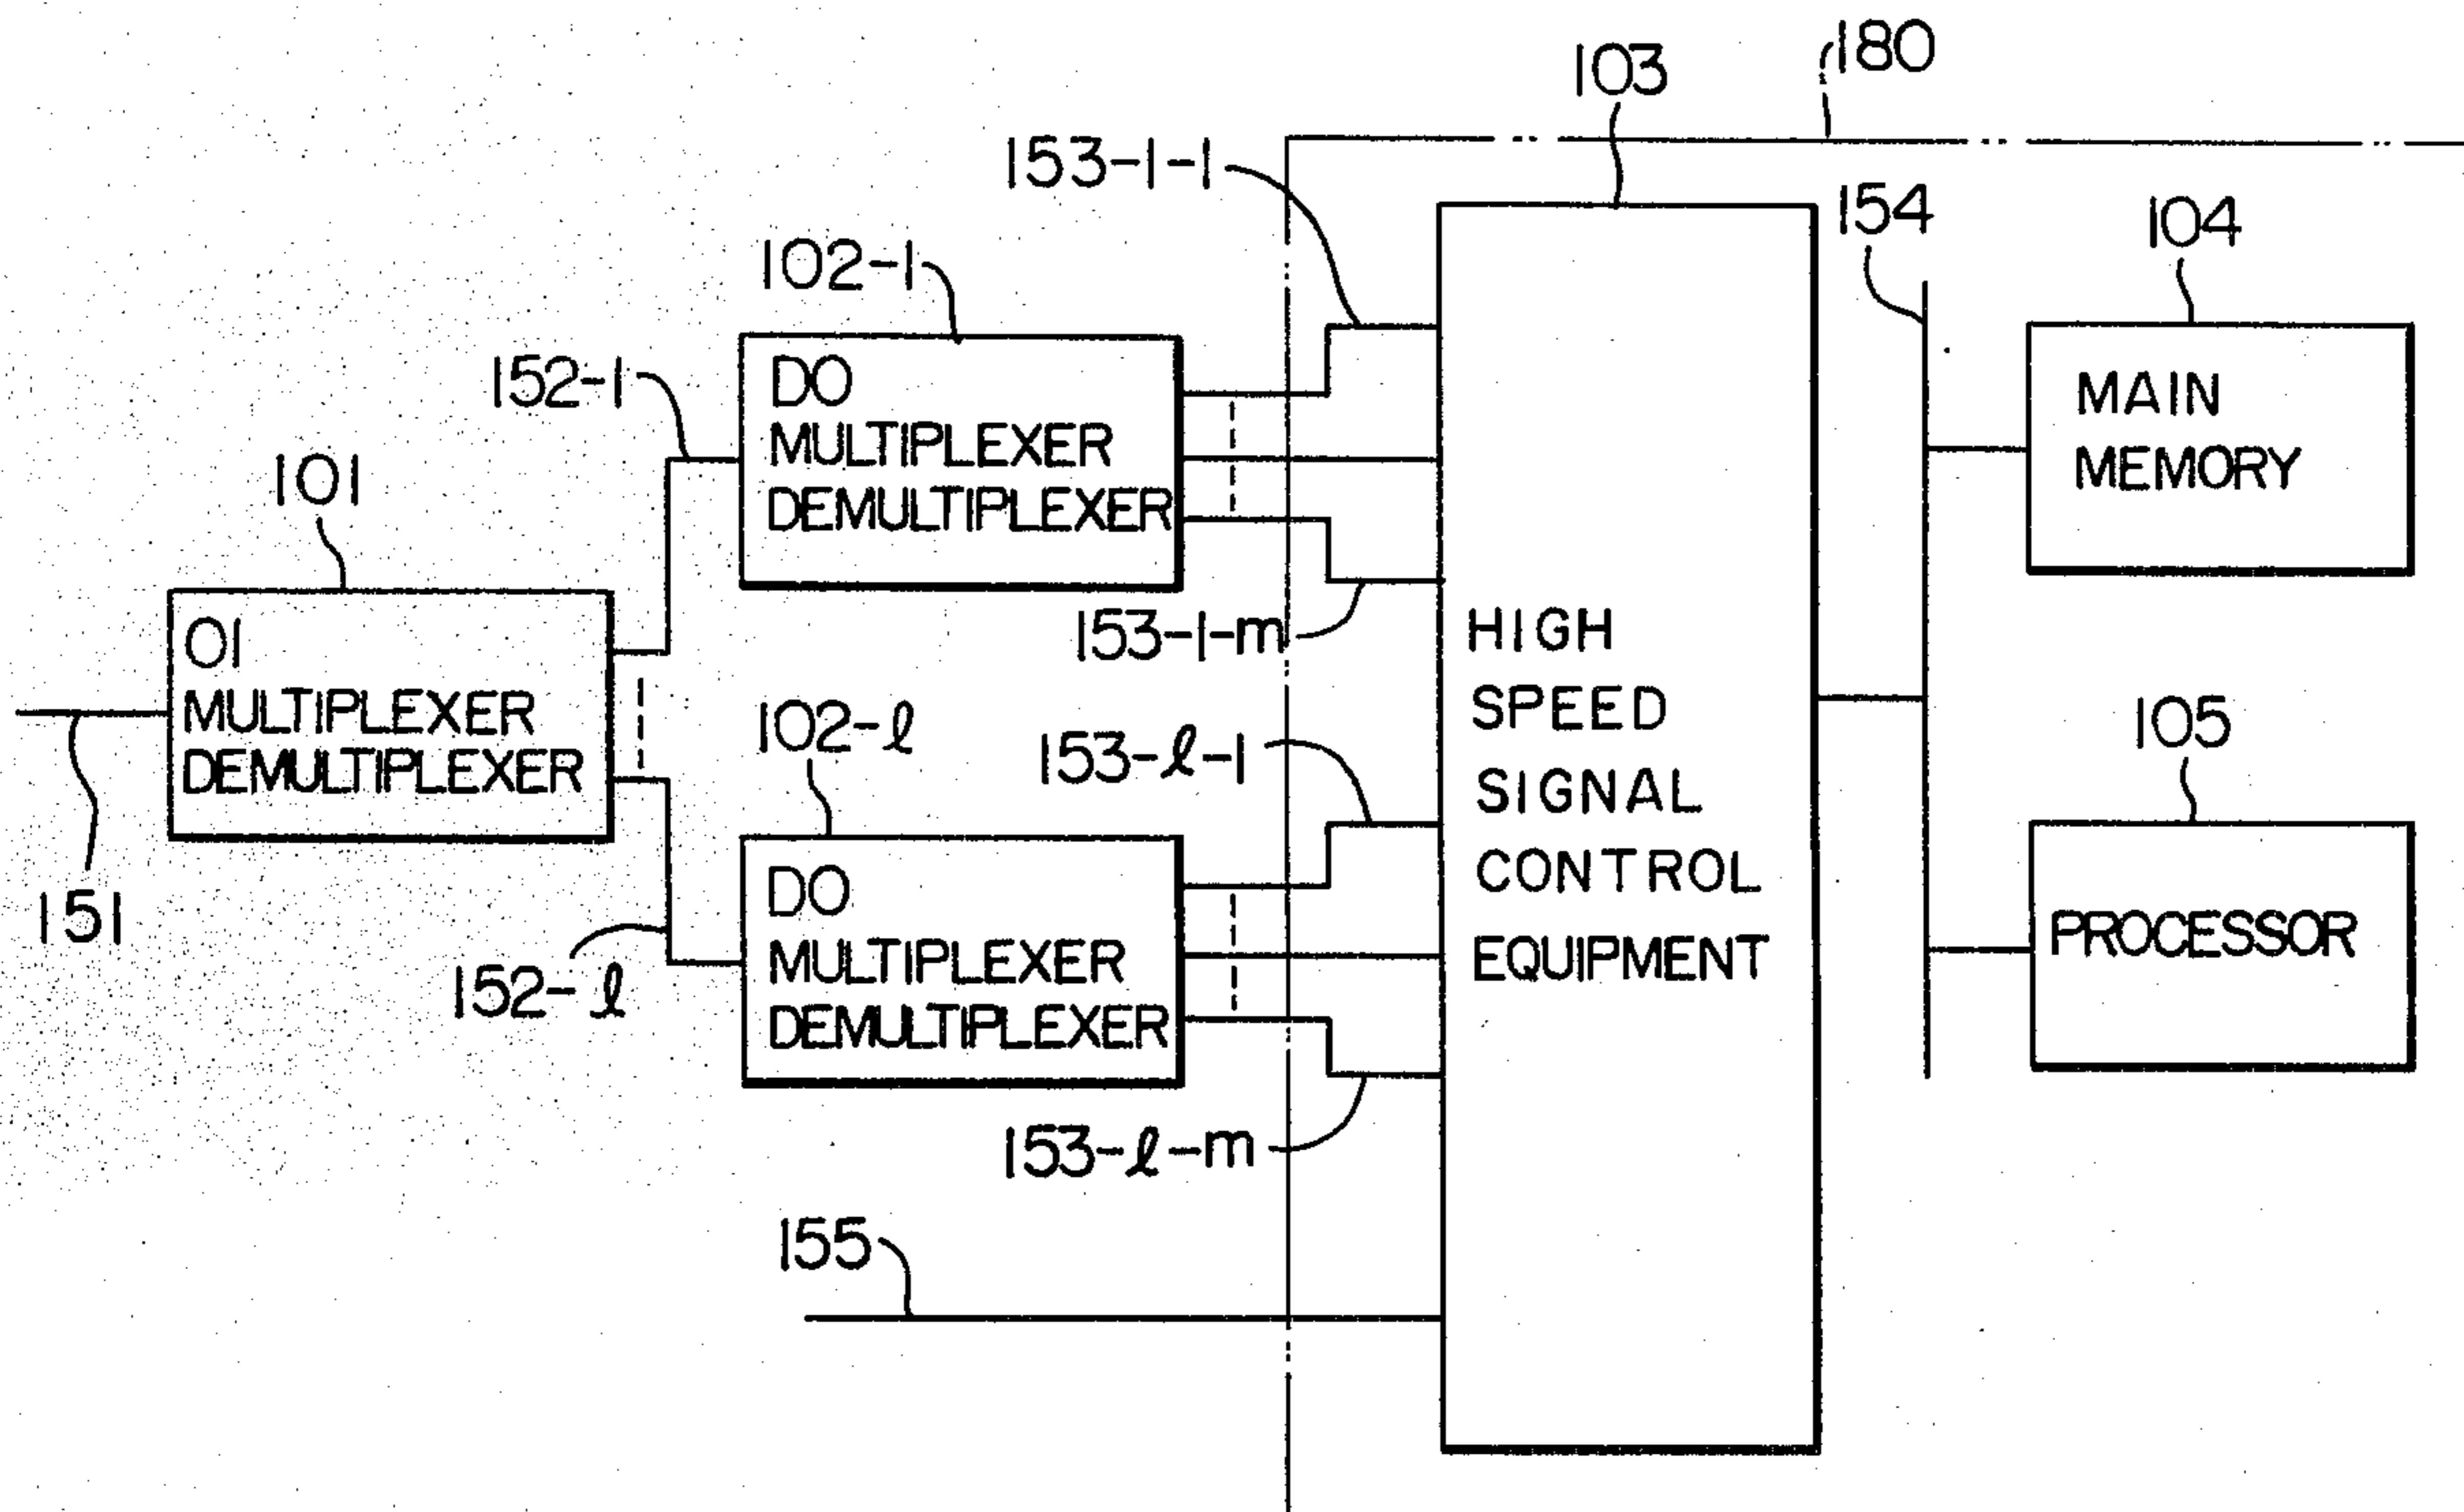 180
103
153-1-1
154
104
102-1
152-1
DO
MULTIPLEXER
DEMULTIPLEXER
MAIN
MEMORY
101
153-1-m
01
MULTIPLEXER
DEMULTIPLEXER
HIGH
SPEED
SIGNAL
CONTROL
EQUIPMENT
102-ℓ
153-ℓ-1
105
151
152-ℓ
DO
MULTIPLEXER
DEMULTIPLEXER
PROCESSOR
153-ℓ-m
155